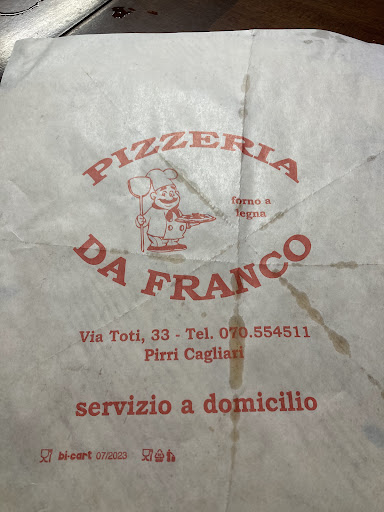 PIZZERIA
forno a
legna
DA FRANCO
Via Toti, 33 - Tel. 070.554511
Pirri Cagliari
servizio a domicilio
bi-cart 07/2023